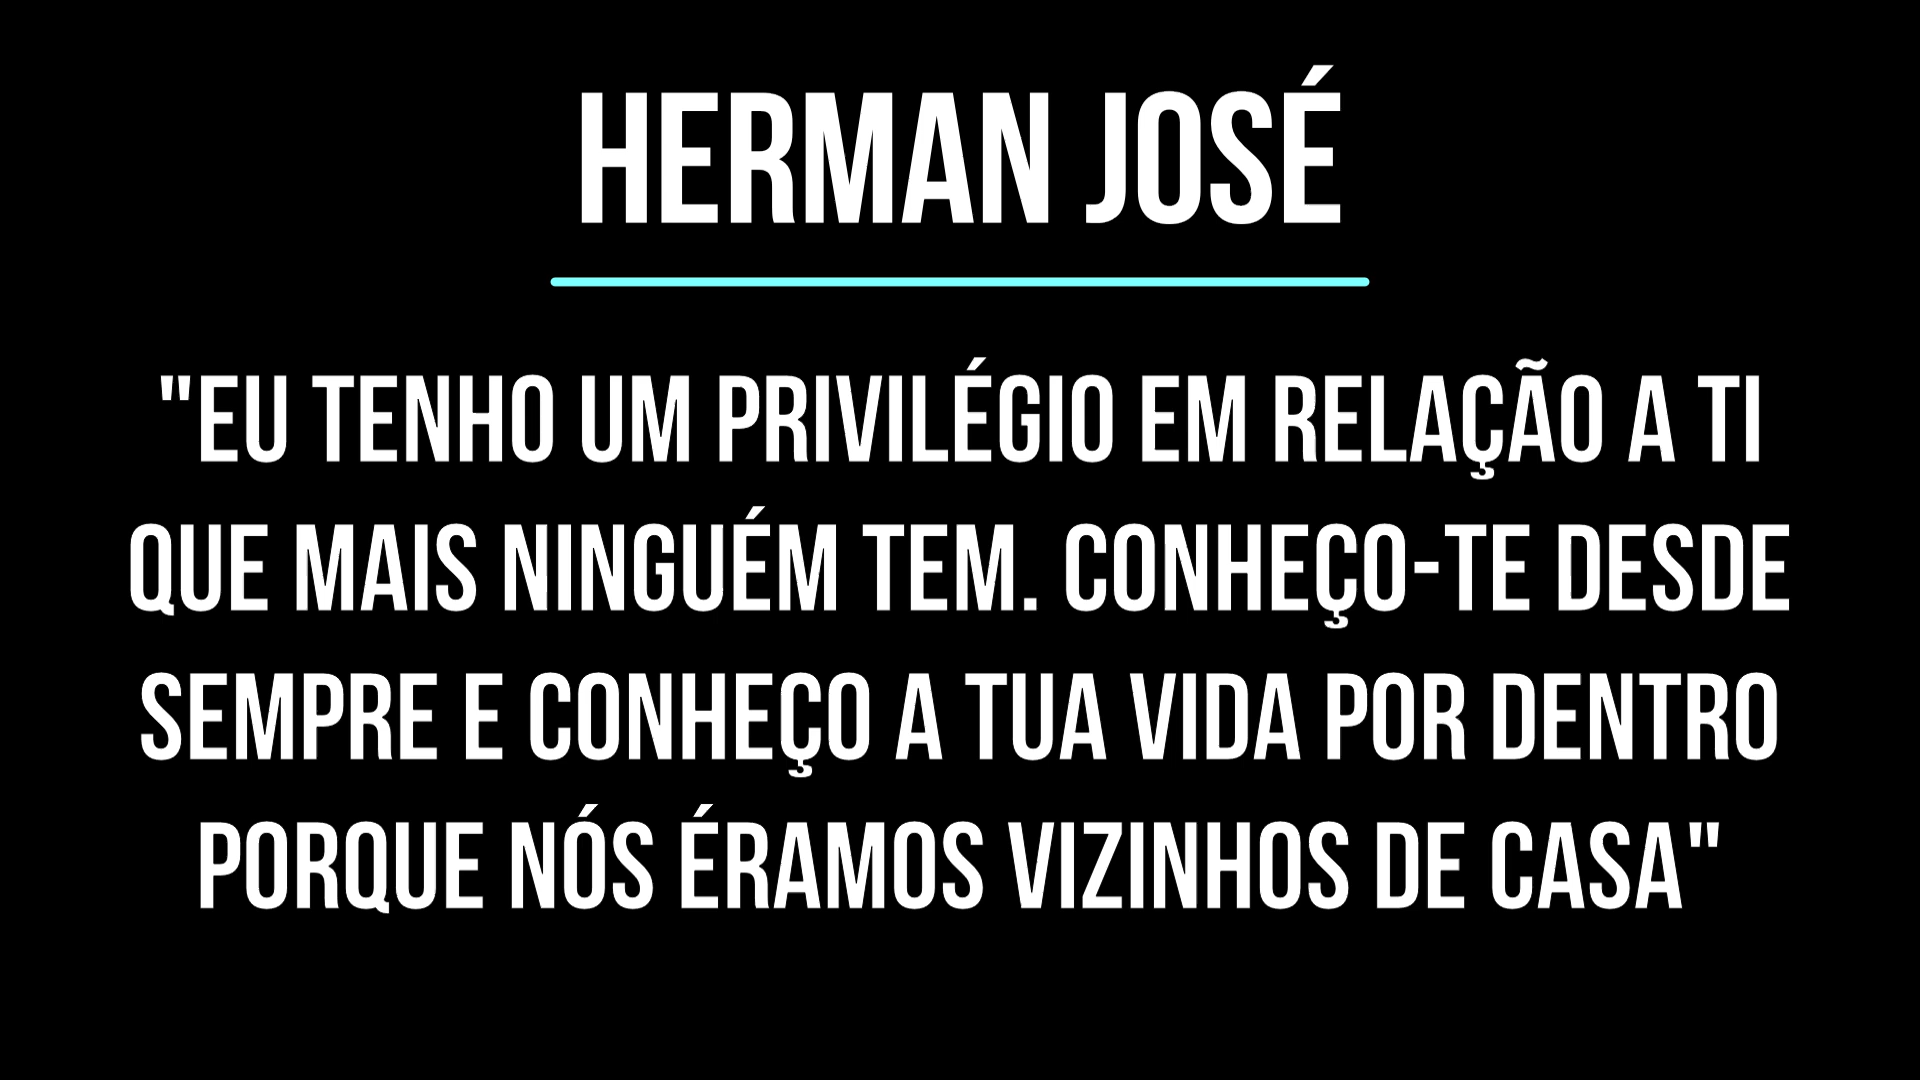 HERMAN JOSÉ
"EU TENHO UM PRIVILÉGIO EM RELAÇÃO A TI
QUE MAIS NINGUÉM TEM. CONHEÇO-TE DESDE
SEMPRE E CONHEÇO A TUA VIDA POR DENTRO
PORQUE NÓS ÉRAMOS VIZINHOS DE CASA"